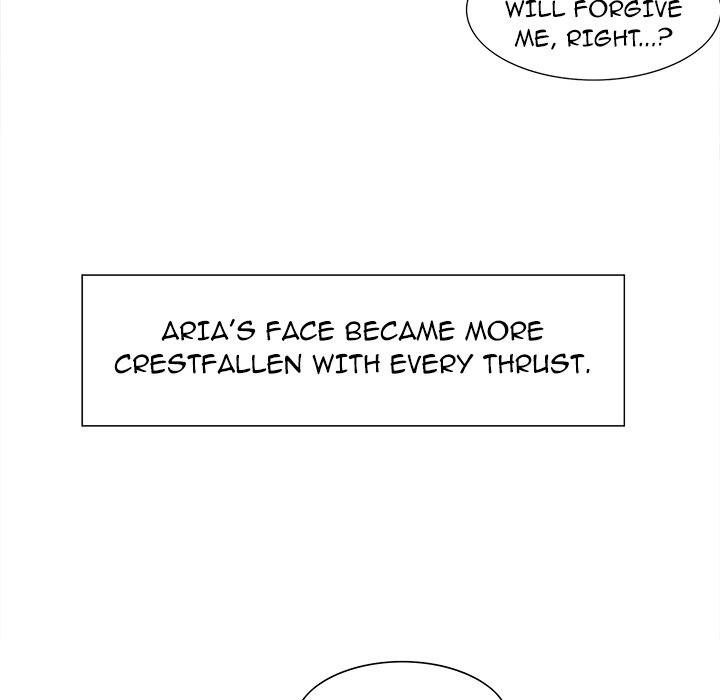 WILL FORGIVE
ME, RIGHT...?
ARIA'S FACE BECAME MORE
CRESTFALLEN WITH EVERY THRUST.